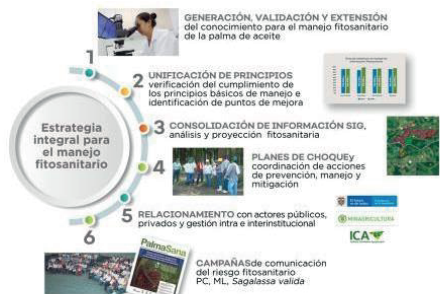 GENERACIÓN, VALIDACIÓN Y EXTENSIÓN
del conocimiento para el manejo fitosanitario
de la palma de aceite
1
2
UNIFICACIÓN DE PRINCIPIOS
verificación del cumplimiento de
los principios básicos de manejo e
identificación de puntos de mejora
Estrategia
integral para
el manejo
fitosanitario
3
CONSOLIDACIÓN DE INFORMACIÓN SIG,
análisis y proyección fitosanitaria
4
PLANES DE CHOQUEy
coordinación de acciones
de prevención, manejo y
mitigación
5
RELACIONAMIENTO con actores públicos,
privados y gestión intra e interinstitucional
MINAGRICULTURA
ICA
6
PalmaSana
CAMPAÑASde comunicación
del riesgo fitosanitario
PC, ML, Sagalassa valida